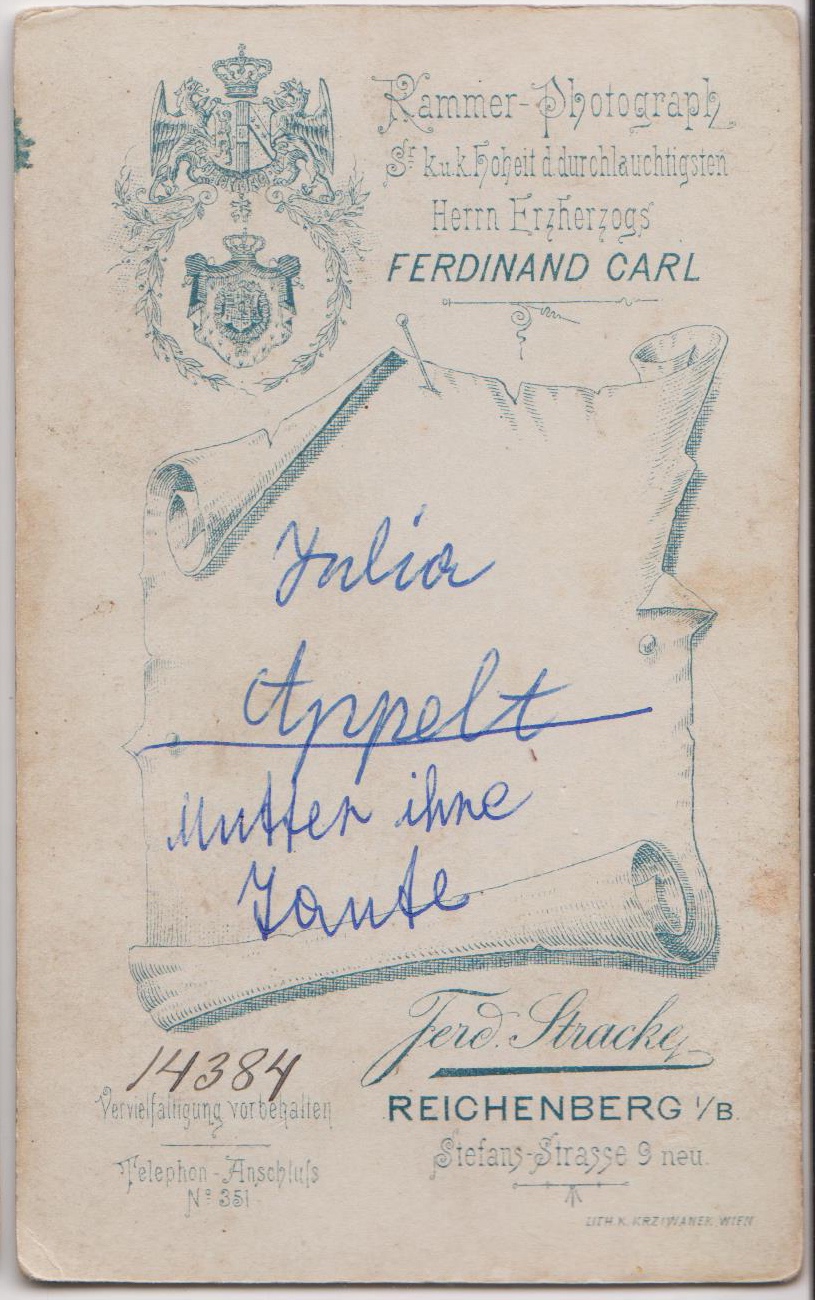 Kammer-Photograph
Sr. k.u.k. Hoheit d. durchlauchtigsten
Herrn Erzherzogs
FERDINAND CARL
Julia
Appelt
Mutter ihre
Tante
Ferd. Stracke,
REICHENBERG i/B.
Stefans-Strasse 9 neu.
14384
Vervielfältigung vorbehalten
Telephon-Anschluſs
No 351
LITH. K. KRZIWANEK, WIEN